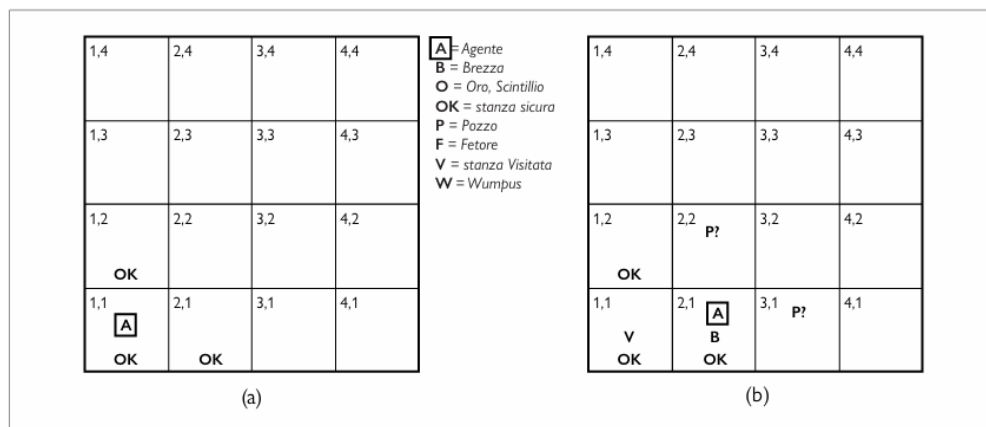 1,4 2,4 3,4 4,4
1,3 2,3 3,3 4,3
1,2 2,2 3,2 4,2
OK
1,1 2,1 3,1 4,1
A
OK OK
(a)
A = Agente
B = Brezza
O = Oro, Scintillio
OK = stanza sicura
P = Pozzo
F = Fetore
V = stanza Visitata
W = Wumpus
1,4 2,4 3,4 4,4
1,3 2,3 3,3 4,3
1,2 2,2 3,2 4,2
P?
OK
1,1 2,1 3,1 4,1
A P?
V B
OK OK
(b)